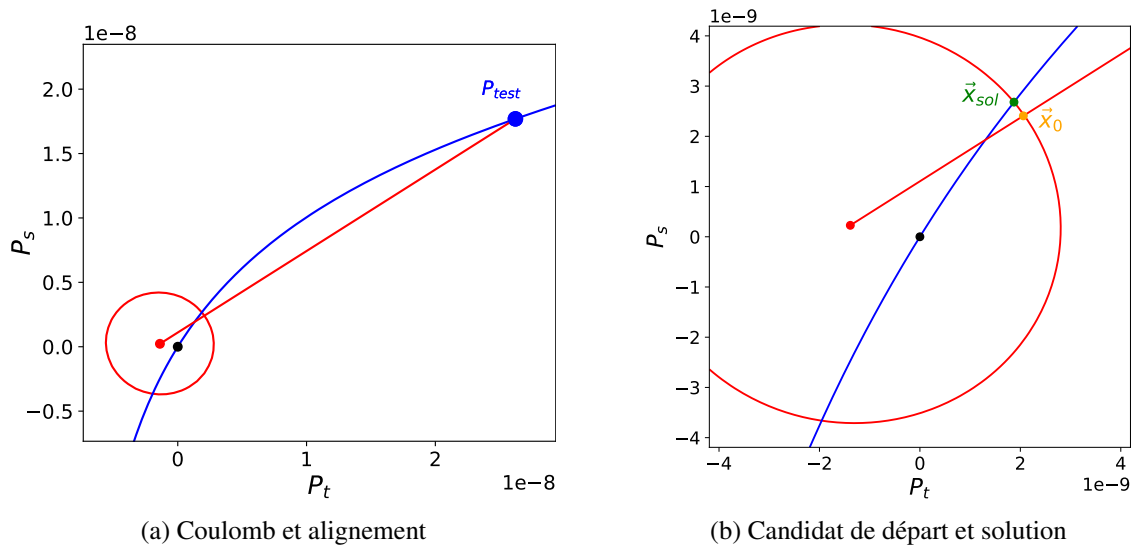 1e-8
P_test
2.0
1.5
1.0
0.5
0.0
−0.5
P_s
0
1
2
1e-8
P_t
(a) Coulomb et alignement
1e-9
4
3
2
1
0
−1
−2
−3
−4
P_s
x⃗_sol
x⃗_0
−4
−2
0
2
4
1e-9
P_t
(b) Candidat de départ et solution